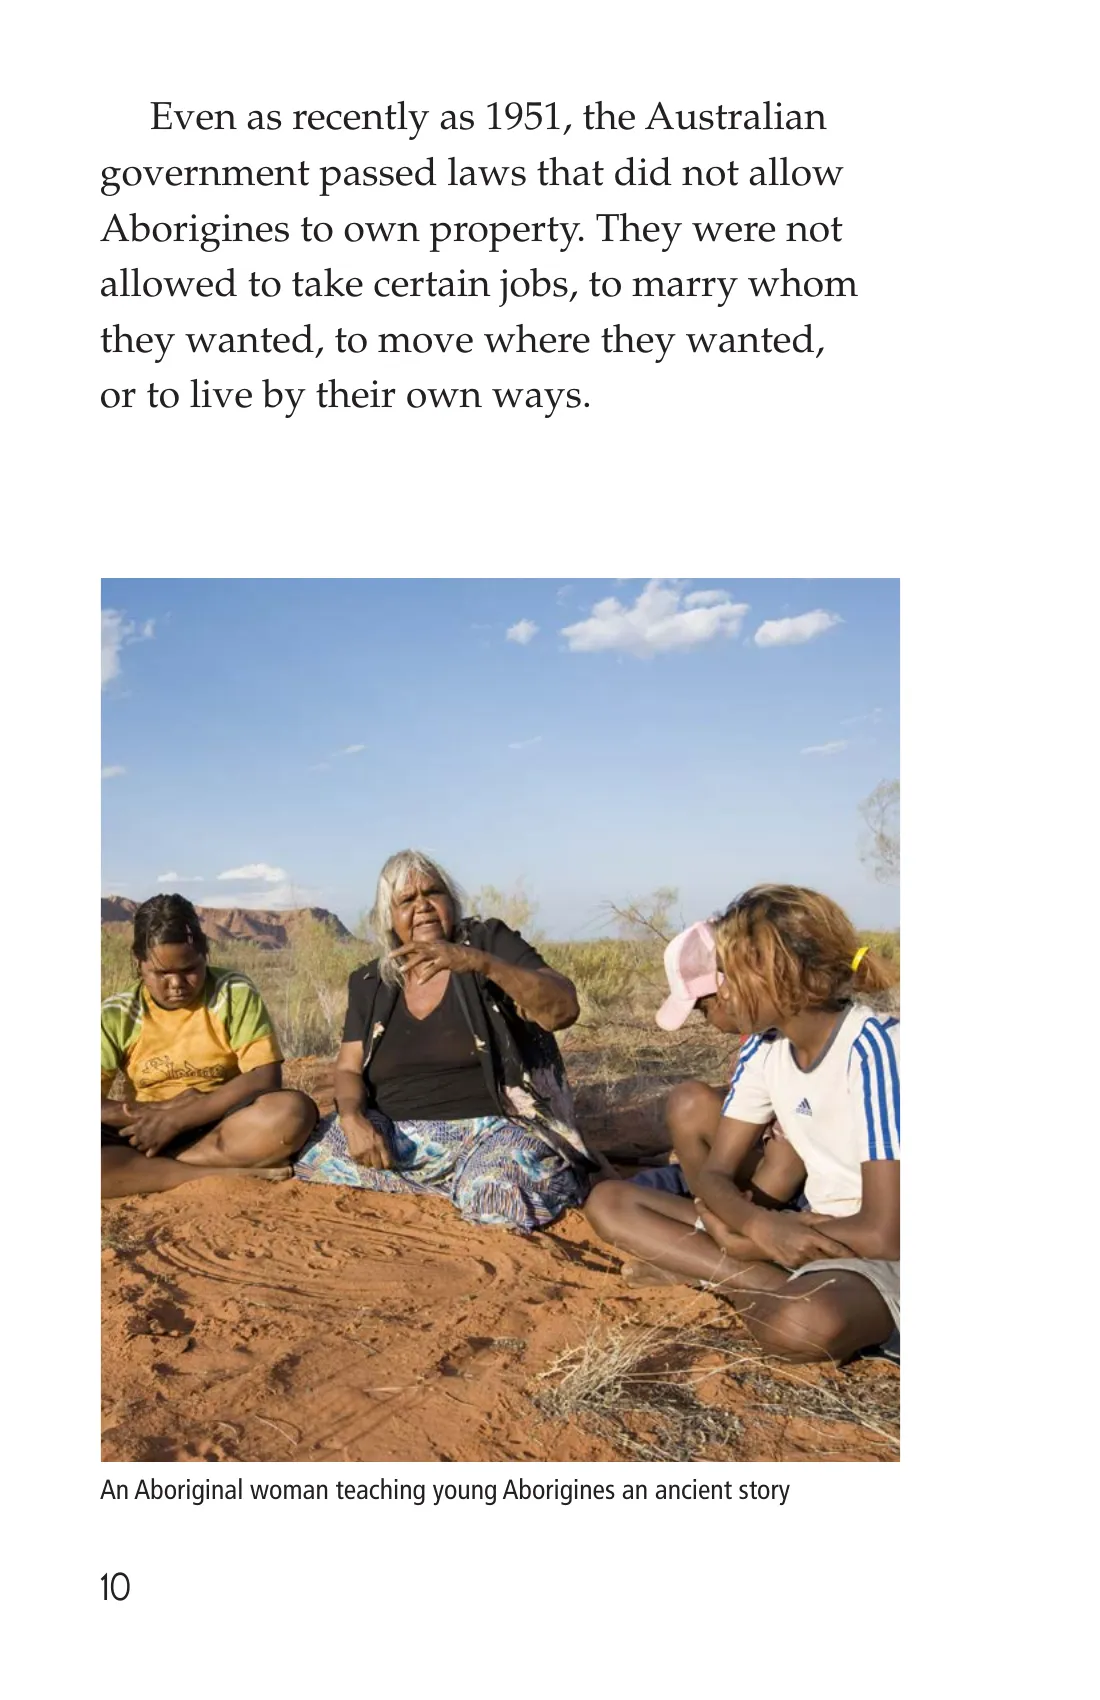 Even as recently as 1951, the Australian
government passed laws that did not allow
Aborigines to own property. They were not
allowed to take certain jobs, to marry whom
they wanted, to move where they wanted,
or to live by their own ways.
An Aboriginal woman teaching young Aborigines an ancient story
10